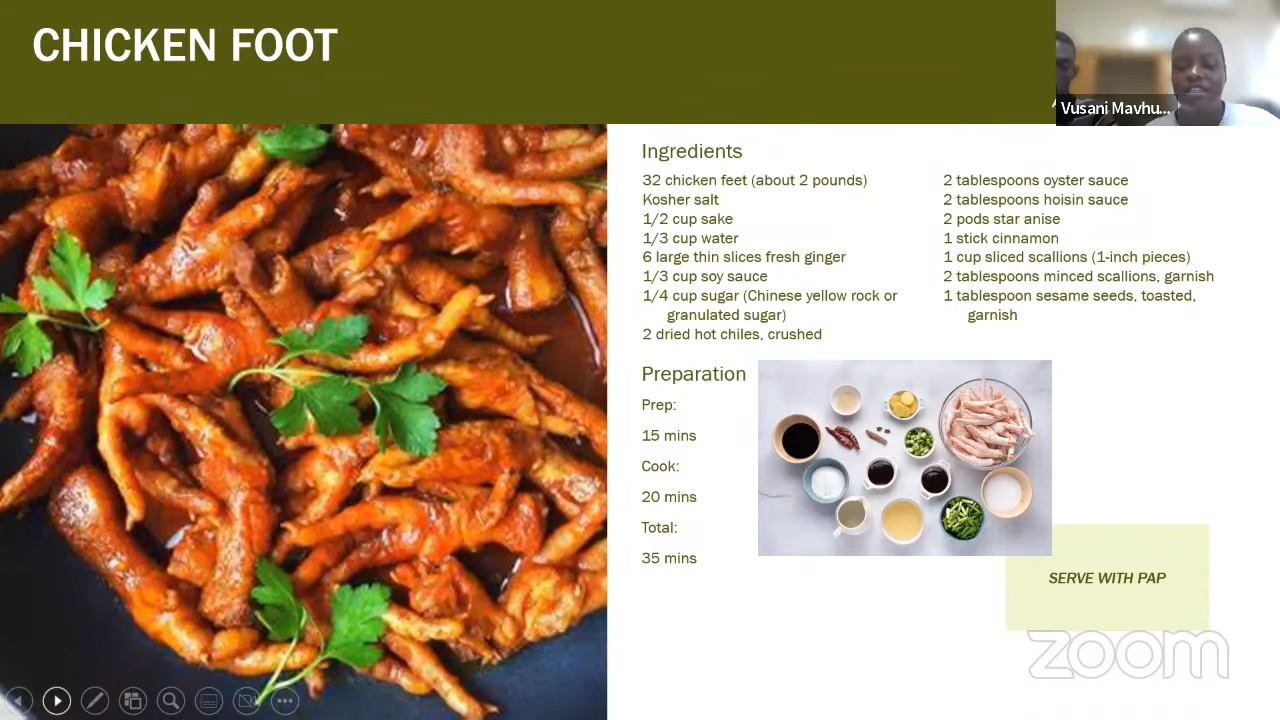 CHICKEN FOOT
Vusani Mavhu...
Ingredients
32 chicken feet (about 2 pounds)
Kosher salt
1/2 cup sake
1/3 cup water
6 large thin slices fresh ginger
1/3 cup soy sauce
1/4 cup sugar (Chinese yellow rock or
granulated sugar)
2 dried hot chiles, crushed
2 tablespoons oyster sauce
2 tablespoons hoisin sauce
2 pods star anise
1 stick cinnamon
1 cup sliced scallions (1-inch pieces)
2 tablespoons minced scallions, garnish
1 tablespoon sesame seeds, toasted,
garnish
Preparation
Prep:
15 mins
Cook:
20 mins
Total:
35 mins
SERVE WITH PAP
zoom